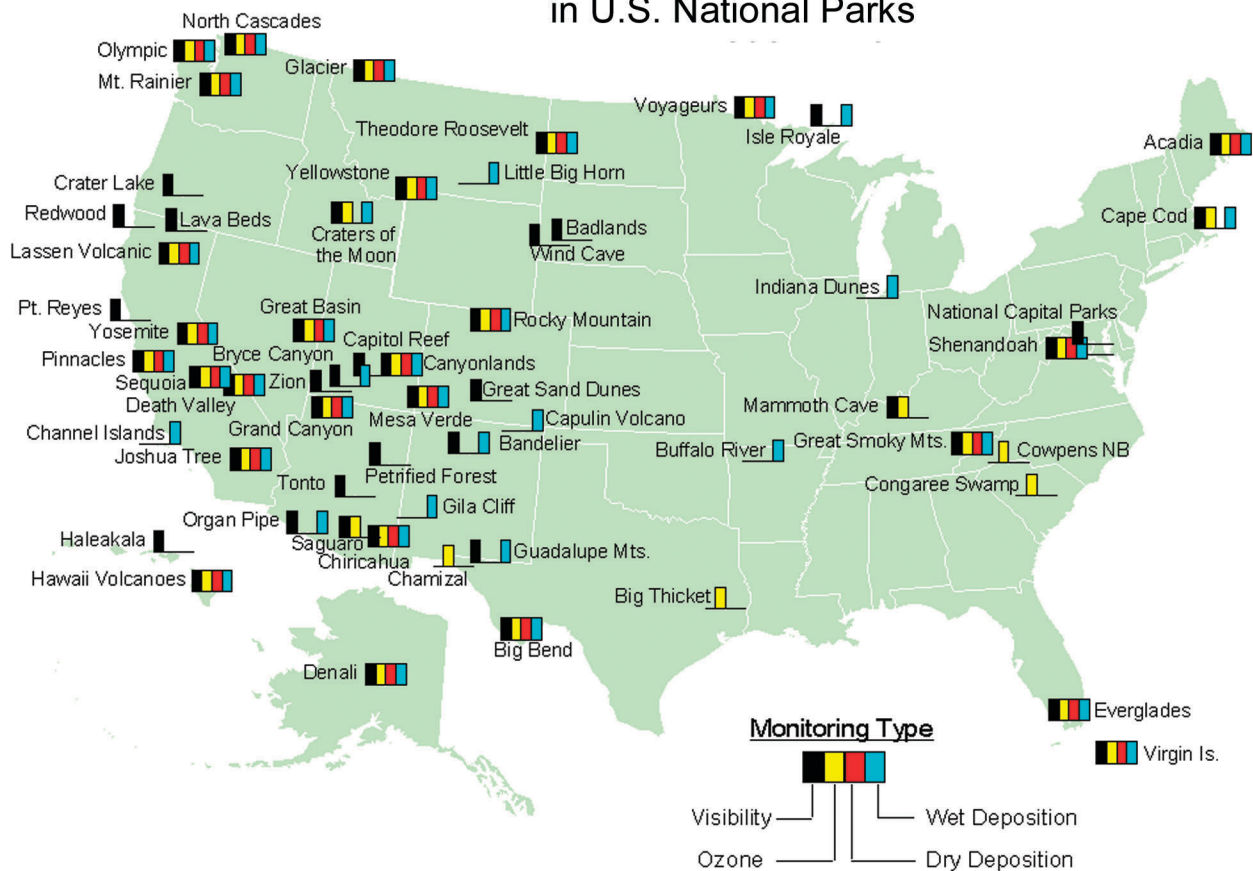 in U.S. National Parks
North Cascades
Olympic
Mt. Rainier
Glacier
Voyageurs
Isle Royale
Theodore Roosevelt
Acadia
Yellowstone
Little Big Horn
Crater Lake
Redwood
Lava Beds
Craters of
the Moon
Badlands
Wind Cave
Cape Cod
Lassen Volcanic
Indiana Dunes
Pt. Reyes
Great Basin
National Capital Parks
Yosemite
Rocky Mountain
Capitol Reef
Shenandoah
Pinnacles
Bryce Canyon
Canyonlands
Sequoia
Zion
Great Sand Dunes
Death Valley
Mammoth Cave
Mesa Verde
Capulin Volcano
Channel Islands
Grand Canyon
Bandelier
Buffalo River
Great Smoky Mts.
Cowpens NB
Joshua Tree
Petrified Forest
Tonto
Congaree Swamp
Gila Cliff
Organ Pipe
Haleakala
Saguaro
Chiricahua
Guadalupe Mts.
Hawaii Volcanoes
Chamizal
Big Thicket
Big Bend
Denali
Everglades
Monitoring Type
Virgin Is.
Visibility
Wet Deposition
Ozone
Dry Deposition